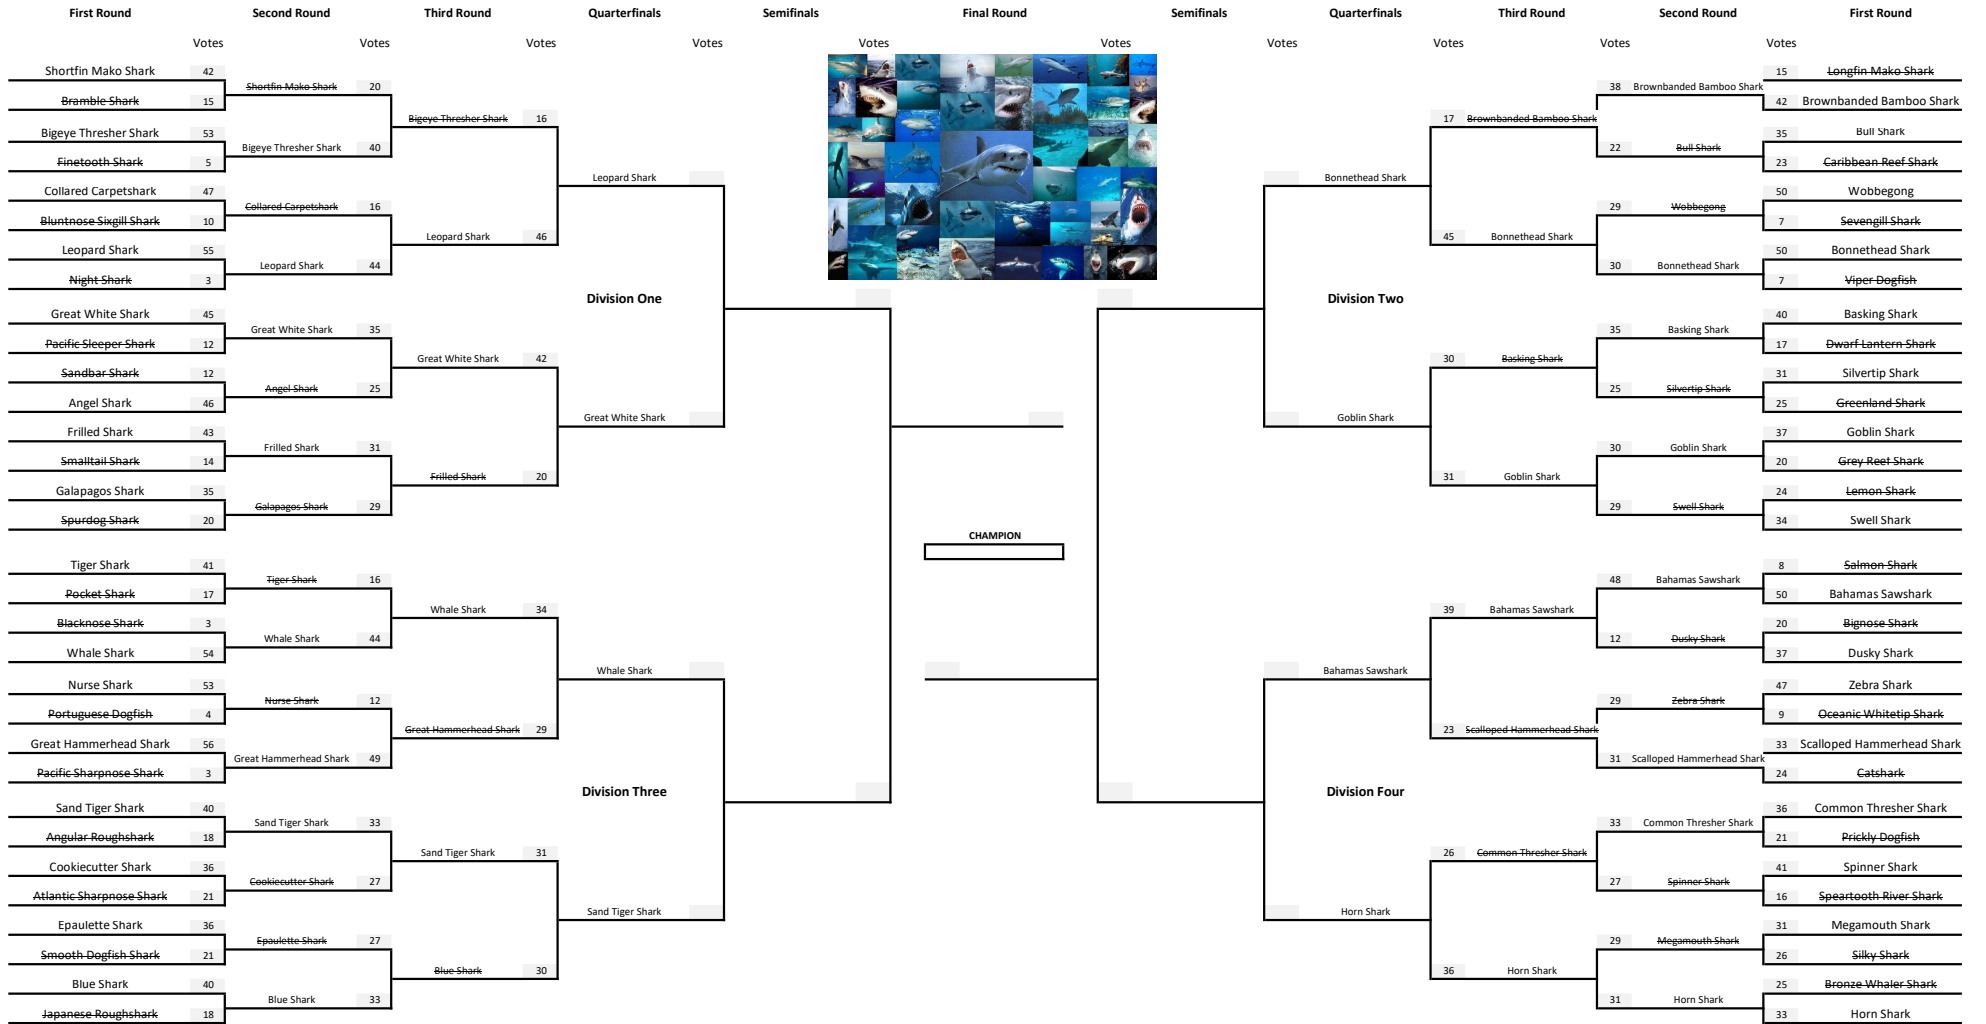 First Round Second Round Third Round Quarterfinals Semifinals Final Round Semifinals Quarterfinals Third Round Second Round First Round
Votes Votes Votes Votes Votes Votes Votes Votes Votes Votes
Shortfin Mako Shark 42
Bramble Shark 15
Bigeye Thresher Shark 53
Finetooth Shark 5
Collared Carpetshark 47
Bluntnose Sixgill Shark 10
Leopard Shark 55
Night Shark 3
Great White Shark 45
Pacific Sleeper Shark 12
Sandbar Shark 12
Angel Shark 46
Frilled Shark 43
Smalltail Shark 14
Galapagos Shark 35
Spurdog Shark 20
Tiger Shark 41
Pocket Shark 17
Blacknose Shark 3
Whale Shark 54
Nurse Shark 53
Portuguese Dogfish 4
Great Hammerhead Shark 56
Pacific Sharpnose Shark 3
Sand Tiger Shark 40
Angular Roughshark 18
Cookiecutter Shark 36
Atlantic Sharpnose Shark 21
Epaulette Shark 36
Smooth Dogfish Shark 21
Blue Shark 40
Japanese Roughshark 18
Shortfin Mako Shark 20
Bigeye Thresher Shark 40
Collared Carpetshark 16
Leopard Shark 44
Great White Shark 35
Angel Shark 25
Frilled Shark 31
Galapagos Shark 29
Tiger Shark 16
Whale Shark 44
Nurse Shark 12
Great Hammerhead Shark 49
Sand Tiger Shark 33
Cookiecutter Shark 27
Epaulette Shark 27
Blue Shark 33
Bigeye Thresher Shark 16
Leopard Shark 46
Great White Shark 42
Frilled Shark 20
Whale Shark 34
Great Hammerhead Shark 29
Sand Tiger Shark 31
Blue Shark 30
Leopard Shark
Division One
Great White Shark
Whale Shark
Division Three
Sand Tiger Shark
CHAMPION
Bonnethead Shark
Division Two
Goblin Shark
Bahamas Sawshark
Division Four
Horn Shark
17 Brownbanded Bamboo Shark
45 Bonnethead Shark
30 Basking Shark
31 Goblin Shark
39 Bahamas Sawshark
23 Scalloped Hammerhead Shark
26 Common Thresher Shark
36 Horn Shark
38 Brownbanded Bamboo Shark
22 Bull Shark
29 Wobbegong
30 Bonnethead Shark
35 Basking Shark
25 Silvertip Shark
30 Goblin Shark
29 Swell Shark
48 Bahamas Sawshark
12 Dusky Shark
29 Zebra Shark
31 Scalloped Hammerhead Shark
33 Common Thresher Shark
27 Spinner Shark
29 Megamouth Shark
31 Horn Shark
15 Longfin Mako Shark
42 Brownbanded Bamboo Shark
35 Bull Shark
23 Caribbean Reef Shark
50 Wobbegong
7 Sevengill Shark
50 Bonnethead Shark
7 Viper Dogfish
40 Basking Shark
17 Dwarf Lantern Shark
31 Silvertip Shark
25 Greenland Shark
37 Goblin Shark
20 Grey Reef Shark
24 Lemon Shark
34 Swell Shark
8 Salmon Shark
50 Bahamas Sawshark
20 Bignose Shark
37 Dusky Shark
47 Zebra Shark
9 Oceanic Whitetip Shark
33 Scalloped Hammerhead Shark
24 Catshark
36 Common Thresher Shark
21 Prickly Dogfish
41 Spinner Shark
16 Speartooth River Shark
31 Megamouth Shark
26 Silky Shark
25 Bronze Whaler Shark
33 Horn Shark